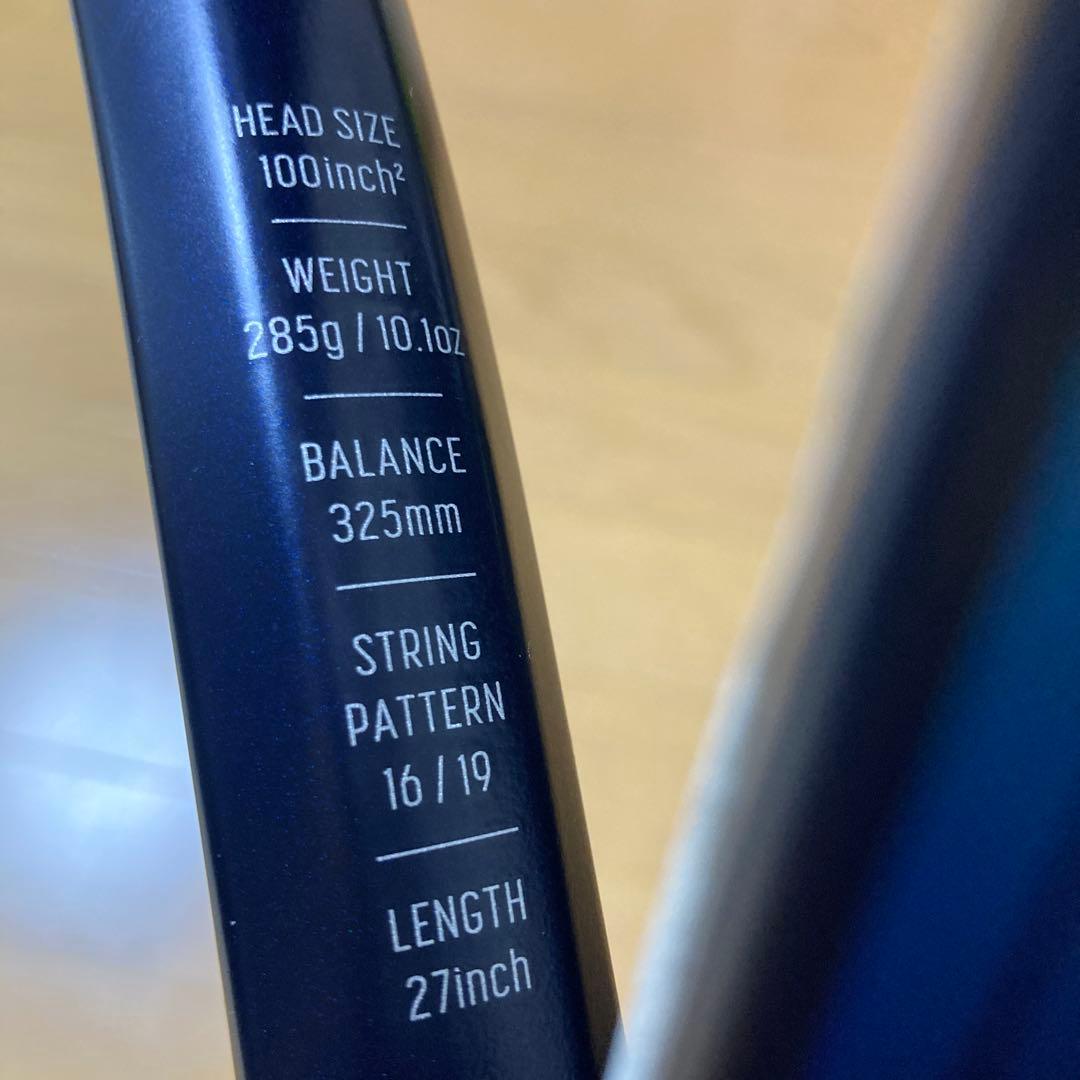 HEAD SIZE
100inch²
WEIGHT
285g / 10.1oz
BALANCE
325mm
STRING
PATTERN
16 / 19
LENGTH
27inch